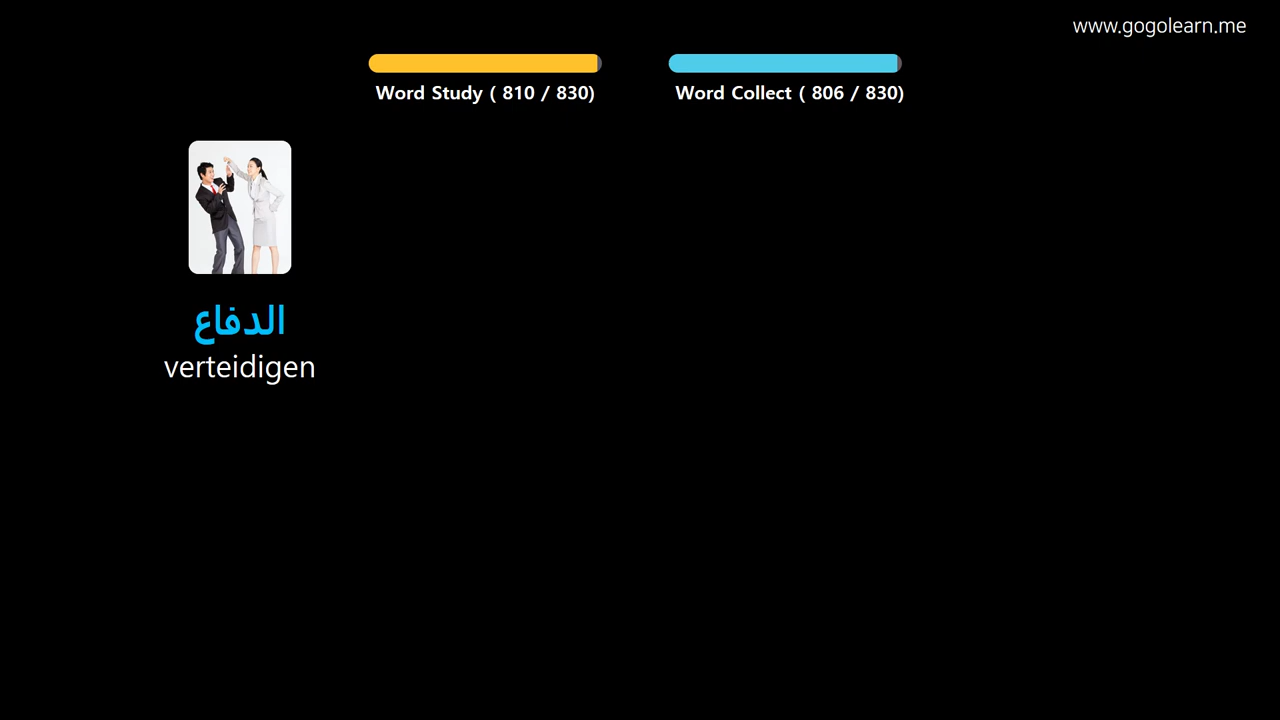 www.gogolearn.me
Word Study ( 810 / 830)
Word Collect ( 806 / 830)
الدفاع
verteidigen